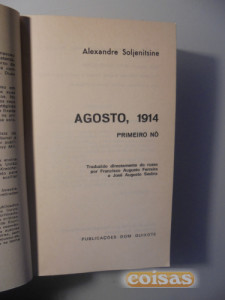 Alexandre Soljenitsine
AGOSTO, 1914
PRIMEIRO NÓ
Traduzido directamente do russo
por Francisco Augusto Ferreira
e José Augusto Seabra
PUBLICAÇÕES DOM QUIXOTE
coisas